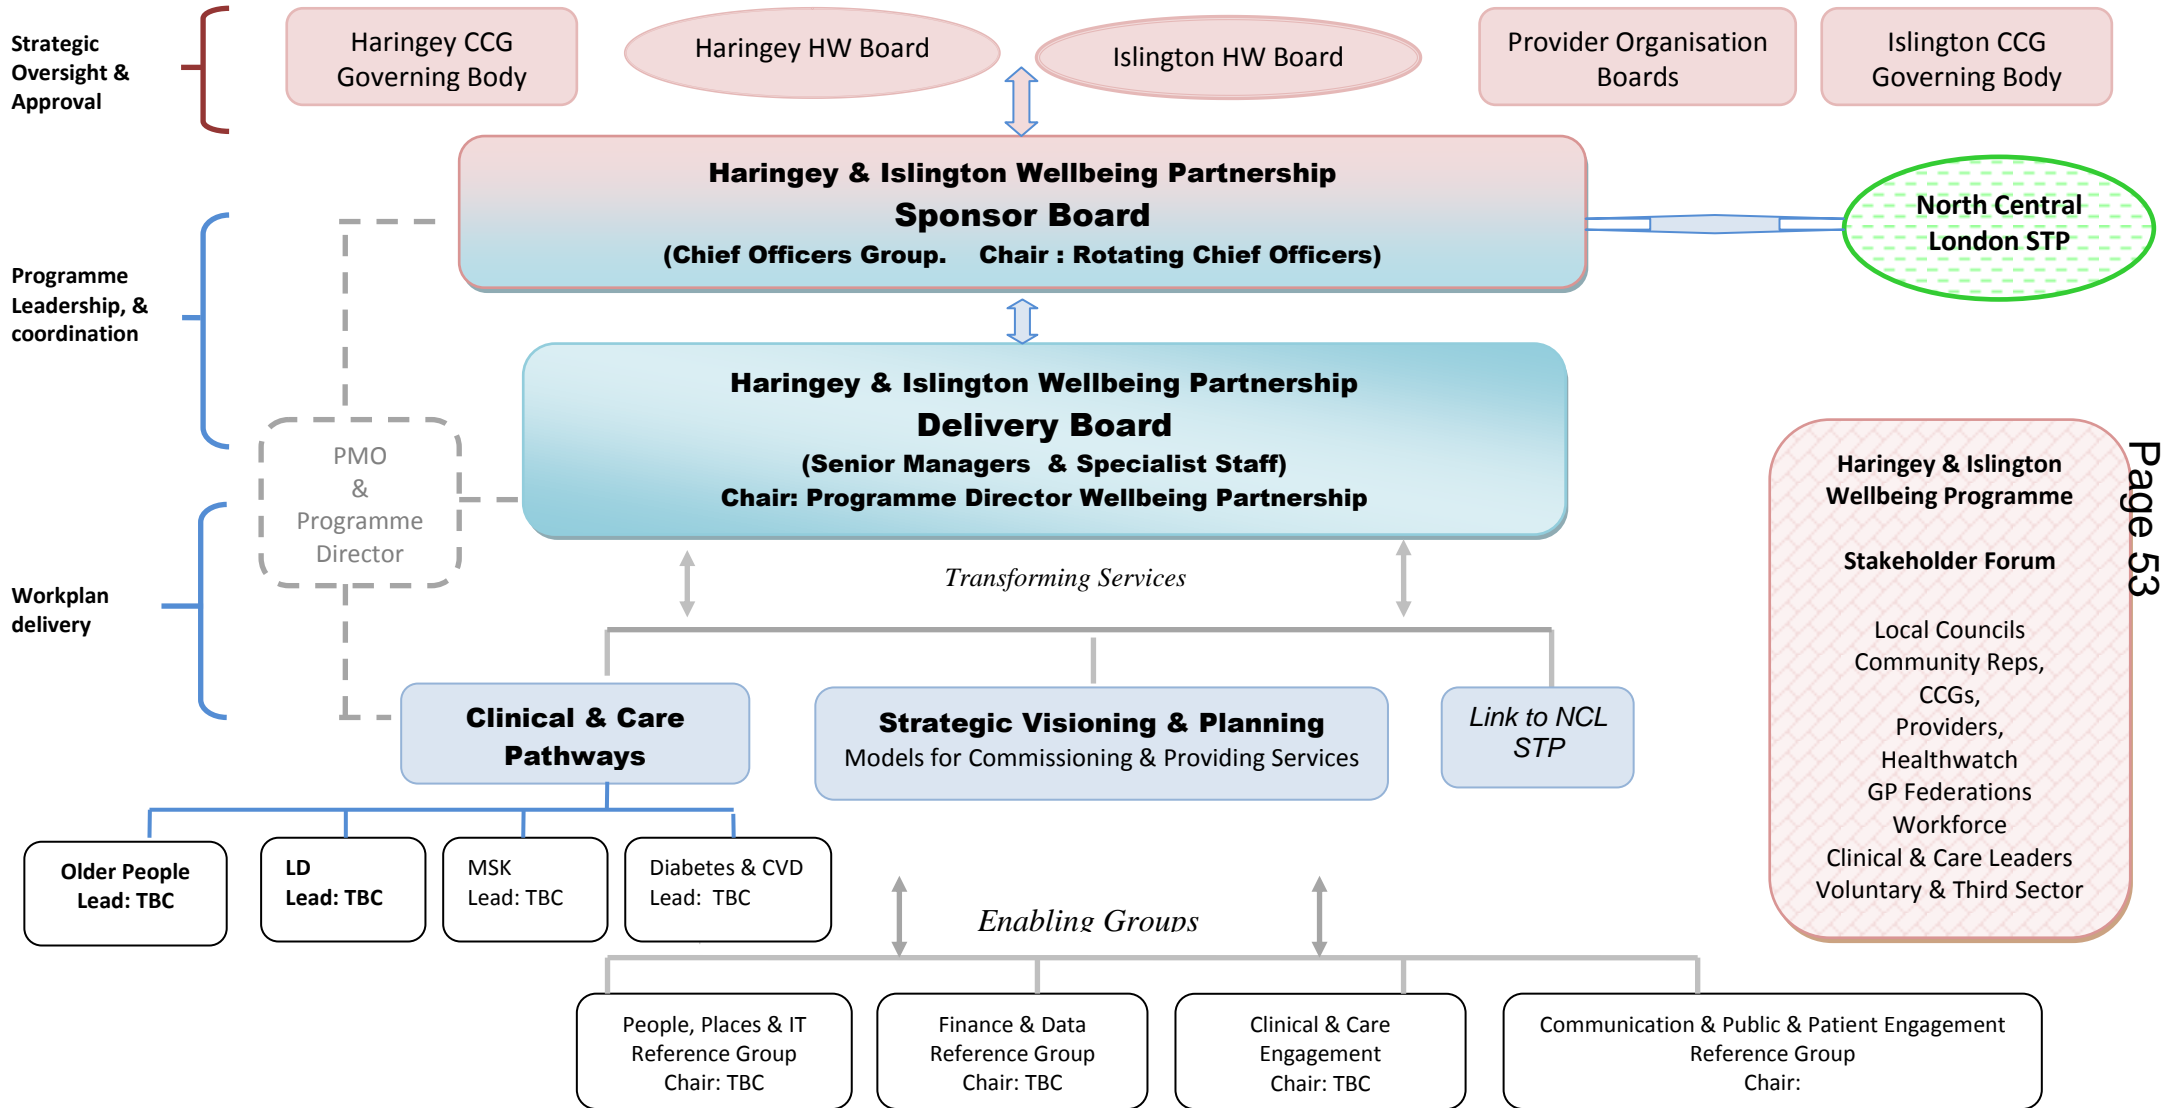 Strategic
Oversight &
Approval
Haringey CCG
Governing Body
Haringey HW Board
Islington HW Board
Provider Organisation
Boards
Islington CCG
Governing Body
Haringey & Islington Wellbeing Partnership
Sponsor Board
(Chief Officers Group. Chair : Rotating Chief Officers)
North Central
London STP
Programme
Leadership, &
coordination
Haringey & Islington Wellbeing Partnership
Delivery Board
(Senior Managers & Specialist Staff)
Chair: Programme Director Wellbeing Partnership
PMO
&
Programme
Director
Haringey & Islington
Wellbeing Programme
Stakeholder Forum
Local Councils
Community Reps,
CCGs,
Providers,
Healthwatch
GP Federations
Workforce
Clinical & Care Leaders
Voluntary & Third Sector
Page 53
Workplan
delivery
Transforming Services
Clinical & Care
Pathways
Strategic Visioning & Planning
Models for Commissioning & Providing Services
Link to NCL
STP
Older People
Lead: TBC
LD
Lead: TBC
MSK
Lead: TBC
Diabetes & CVD
Lead: TBC
Enabling Groups
People, Places & IT
Reference Group
Chair: TBC
Finance & Data
Reference Group
Chair: TBC
Clinical & Care
Engagement
Chair: TBC
Communication & Public & Patient Engagement
Reference Group
Chair: